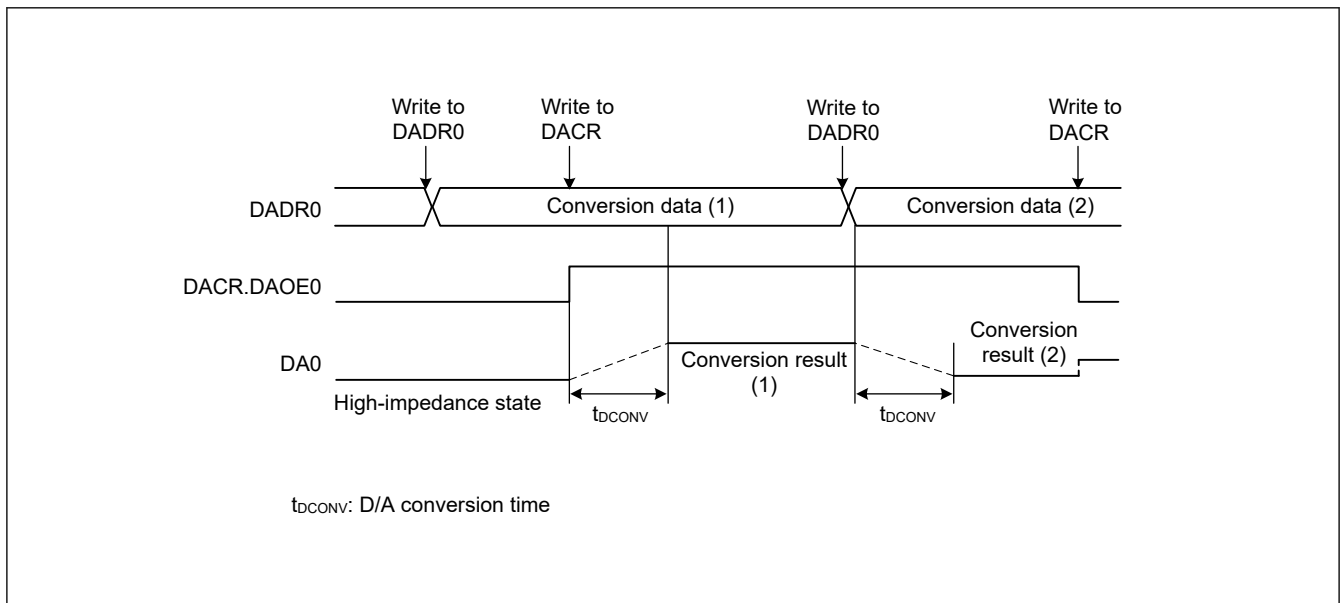 Write to
DADR0
Write to
DACR
Write to
DADR0
Write to
DACR
DADR0
Conversion data (1)
Conversion data (2)
DACR.DAOE0
DA0
Conversion result
(1)
Conversion
result (2)
High-impedance state
tDCONV
tDCONV
tDCONV: D/A conversion time